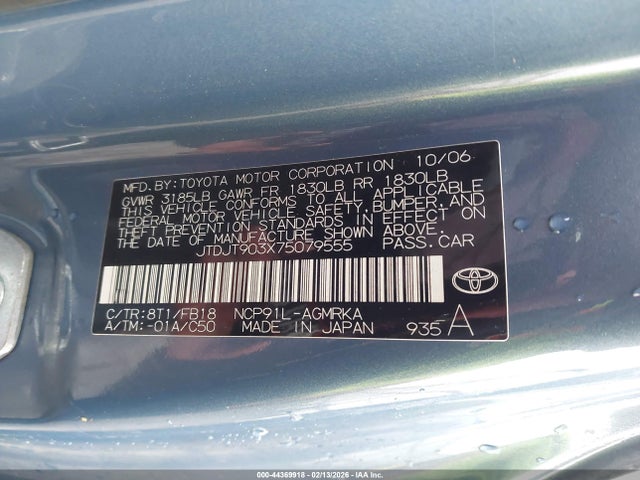 MFD.BY:TOYOTA MOTOR CORPORATION 10/06
GVWR 3185LB GAWR FR 1830LB RR 1830LB
THIS VEHICLE CONFORMS TO ALL APPLICABLE
FEDERAL MOTOR VEHICLE SAFETY, BUMPER, AND
THEFT PREVENTION STANDARDS IN EFFECT ON
THE DATE OF MANUFACTURE SHOWN ABOVE.
JTDJT903X75079555 PASS.CAR
C/TR:8T1/FB18 NCP91L-AGMRKA
A/TM:-01A/C50 MADE IN JAPAN 935 A
000-44369918 - 02/13/2026 - IAAI.COM